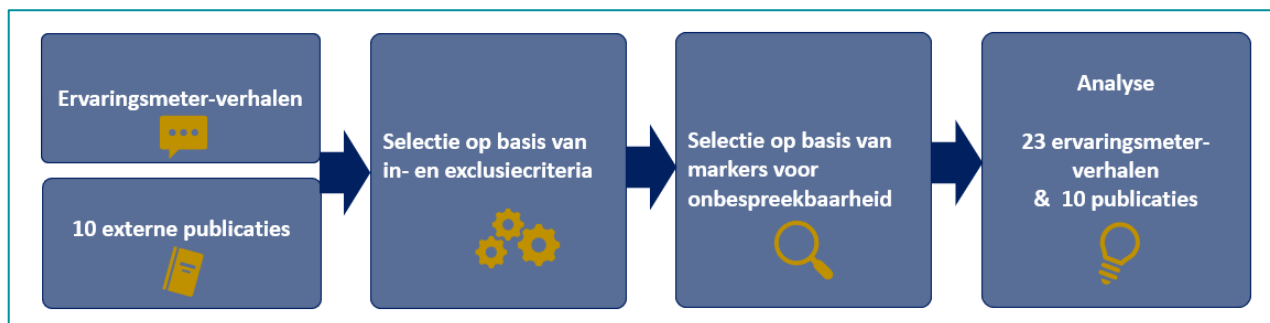 Ervaringsmeter-verhalen
10 externe publicaties
Selectie op basis van
in- en exclusiecriteria
Selectie op basis van
markers voor
onbespreekbaarheid
Analyse
23 ervaringsmeter-
verhalen
& 10 publicaties